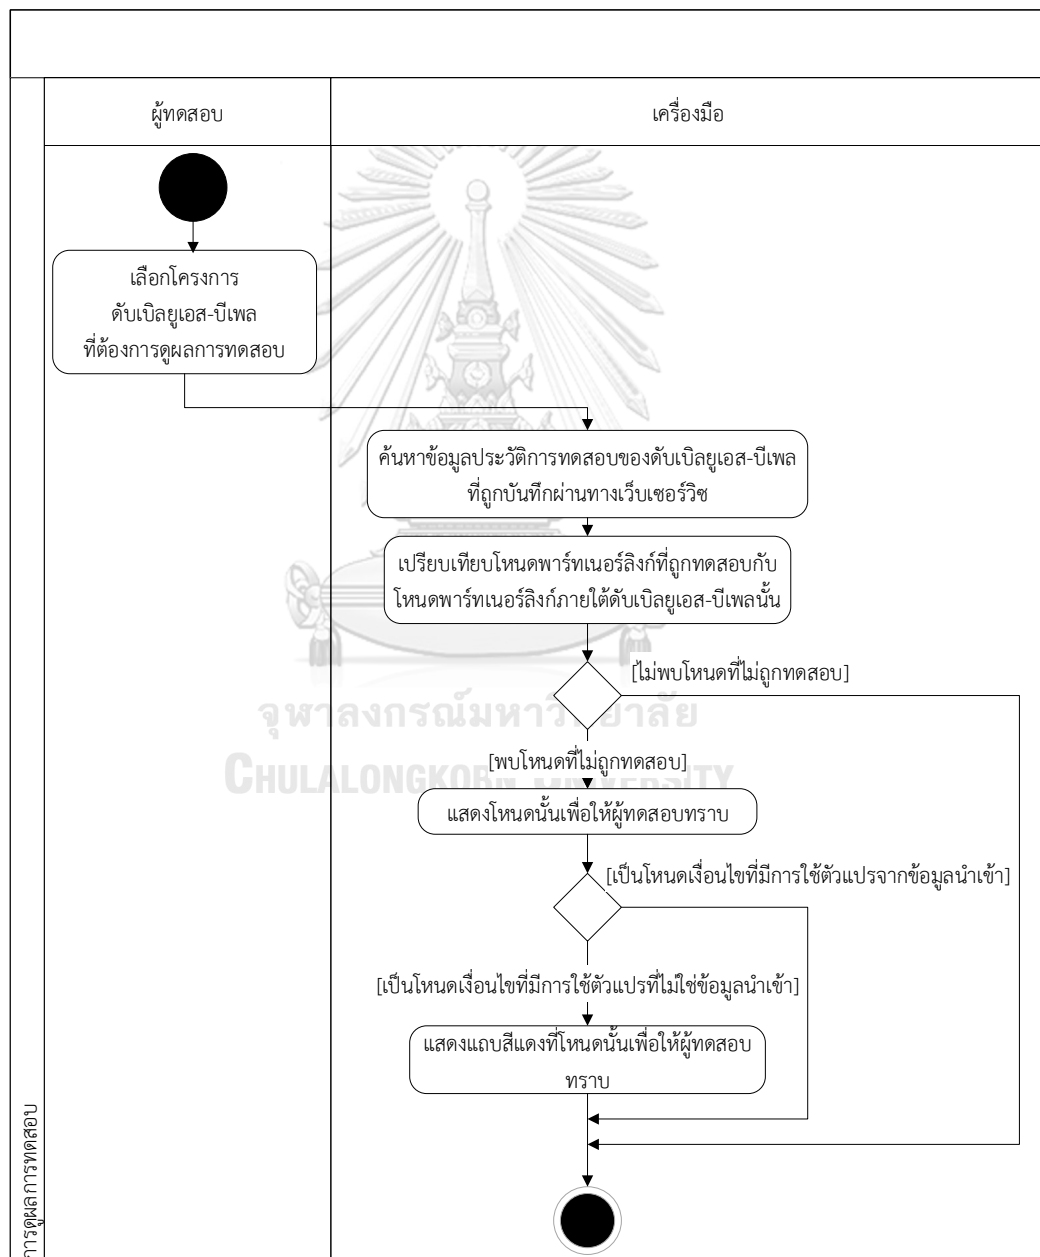 ผู้ทดสอบ
เครื่องมือ
เลือกโครงการ
ดับเบิลยูเอส-บีเพล
ที่ต้องการดูผลการทดสอบ
ค้นหาข้อมูลประวัติการทดสอบของดับเบิลยูเอส-บีเพล
ที่ถูกบันทึกผ่านทางเว็บเซอร์วิซ
เปรียบเทียบโหนดพาร์ทเนอร์ลิงก์ที่ถูกทดสอบกับ
โหนดพาร์ทเนอร์ลิงก์ภายใต้ดับเบิลยูเอส-บีเพลนั้น
[ไม่พบโหนดที่ไม่ถูกทดสอบ]
จุฬาลงกรณ์มหาวิทยาลัย
[พบโหนดที่ไม่ถูกทดสอบ]
CHULALONGKORN UNIVERSITY
แสดงโหนดนั้นเพื่อให้ผู้ทดสอบทราบ
[เป็นโหนดเงื่อนไขที่มีการใช้ตัวแปรจากข้อมูลนำเข้า]
[เป็นโหนดเงื่อนไขที่มีการใช้ตัวแปรที่ไม่ใช่ข้อมูลนำเข้า]
แสดงแถบสีแดงที่โหนดนั้นเพื่อให้ผู้ทดสอบ
ทราบ
การดูผลการทดสอบ